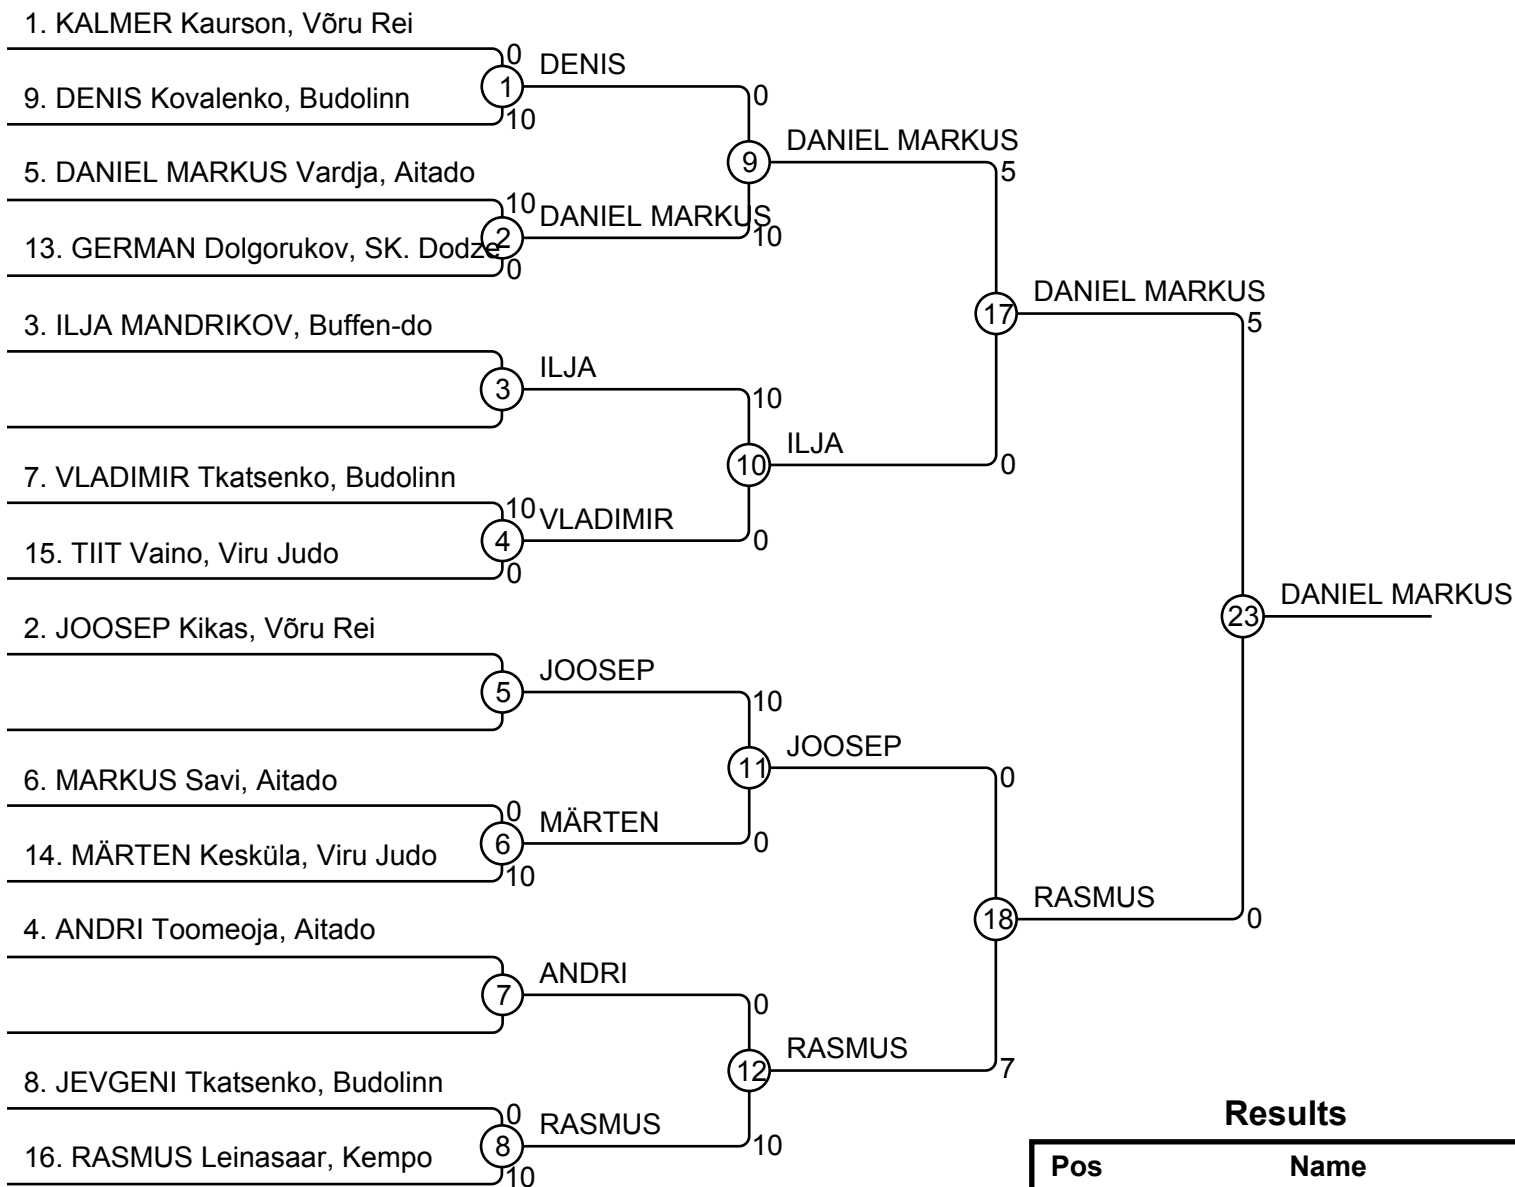 1. KALMER Kaurson, Võru Rei
0
DENIS
1
9. DENIS Kovalenko, Budolinn
10
0
DANIEL MARKUS
9
5
5. DANIEL MARKUS Vardja, Aitado
10
DANIEL MARKUS
2
10
13. GERMAN Dolgorukov, SK. Dodze
0
DANIEL MARKUS
17
5
3. ILJA MANDRIKOV, Buffen-do
ILJA
3
10
ILJA
10
0
7. VLADIMIR Tkatsenko, Budolinn
10
VLADIMIR
4
0
15. TIIT Vaino, Viru Judo
0
DANIEL MARKUS
23
2. JOOSEP Kikas, Võru Rei
JOOSEP
5
10
JOOSEP
11
0
6. MARKUS Savi, Aitado
0
MÄRTEN
6
0
14. MÄRTEN Kesküla, Viru Judo
10
RASMUS
18
0
4. ANDRI Toomeoja, Aitado
ANDRI
7
0
RASMUS
12
7
8. JEVGENI Tkatsenko, Budolinn
0
RASMUS
8
10
16. RASMUS Leinasaar, Kempo
10
Results
Pos Name